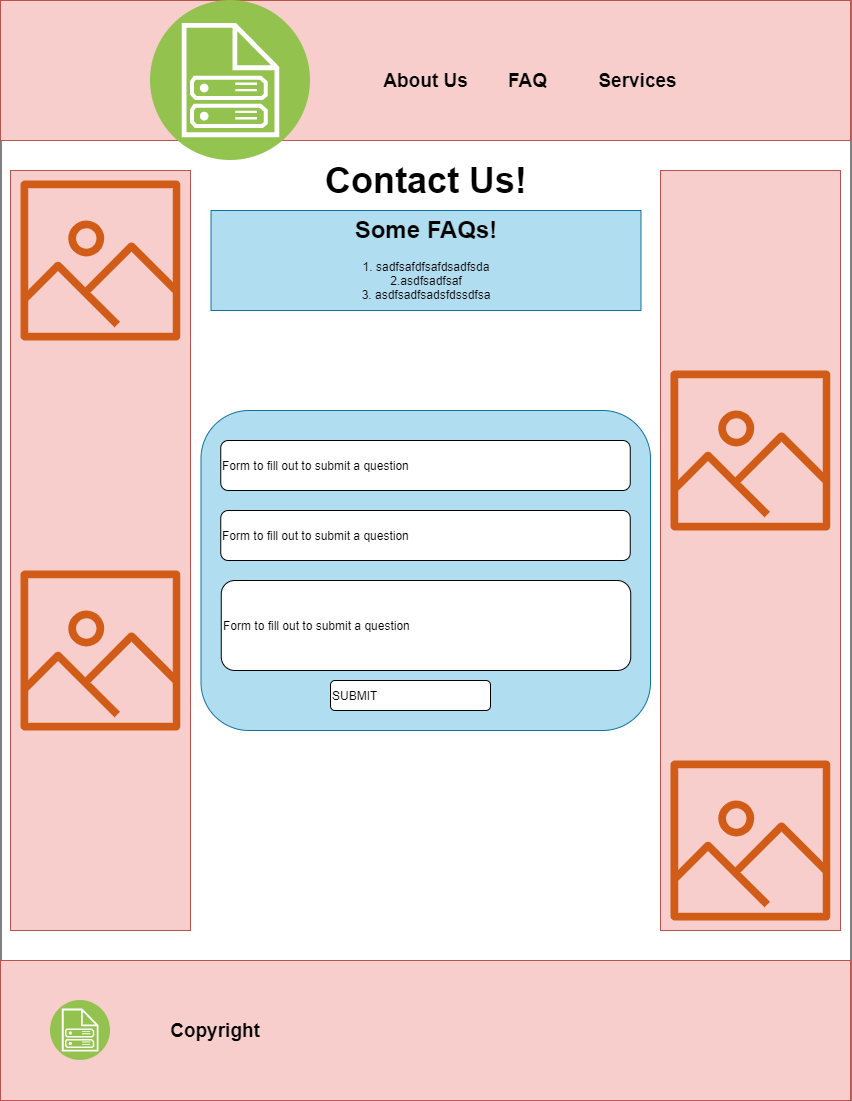 About Us FAQ Services
Contact Us!
Some FAQs!
1. sadfsafdfsafdsadfsda
2.asdfsadfsaf
3. asdfsadfsadsfdssdfsa
Form to fill out to submit a question
Form to fill out to submit a question
Form to fill out to submit a question
SUBMIT
Copyright